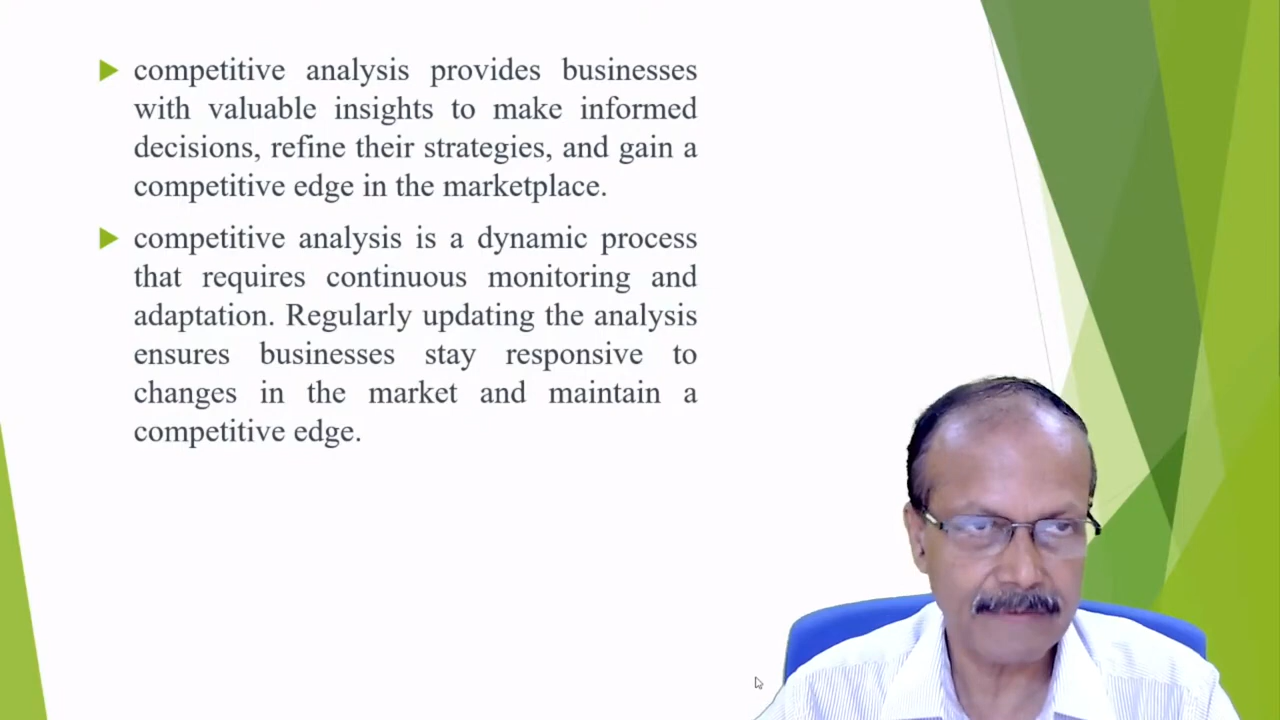 competitive analysis provides businesses
with valuable insights to make informed
decisions, refine their strategies, and gain a
competitive edge in the marketplace.
competitive analysis is a dynamic process
that requires continuous monitoring and
adaptation. Regularly updating the analysis
ensures businesses stay responsive to
changes in the market and maintain a
competitive edge.